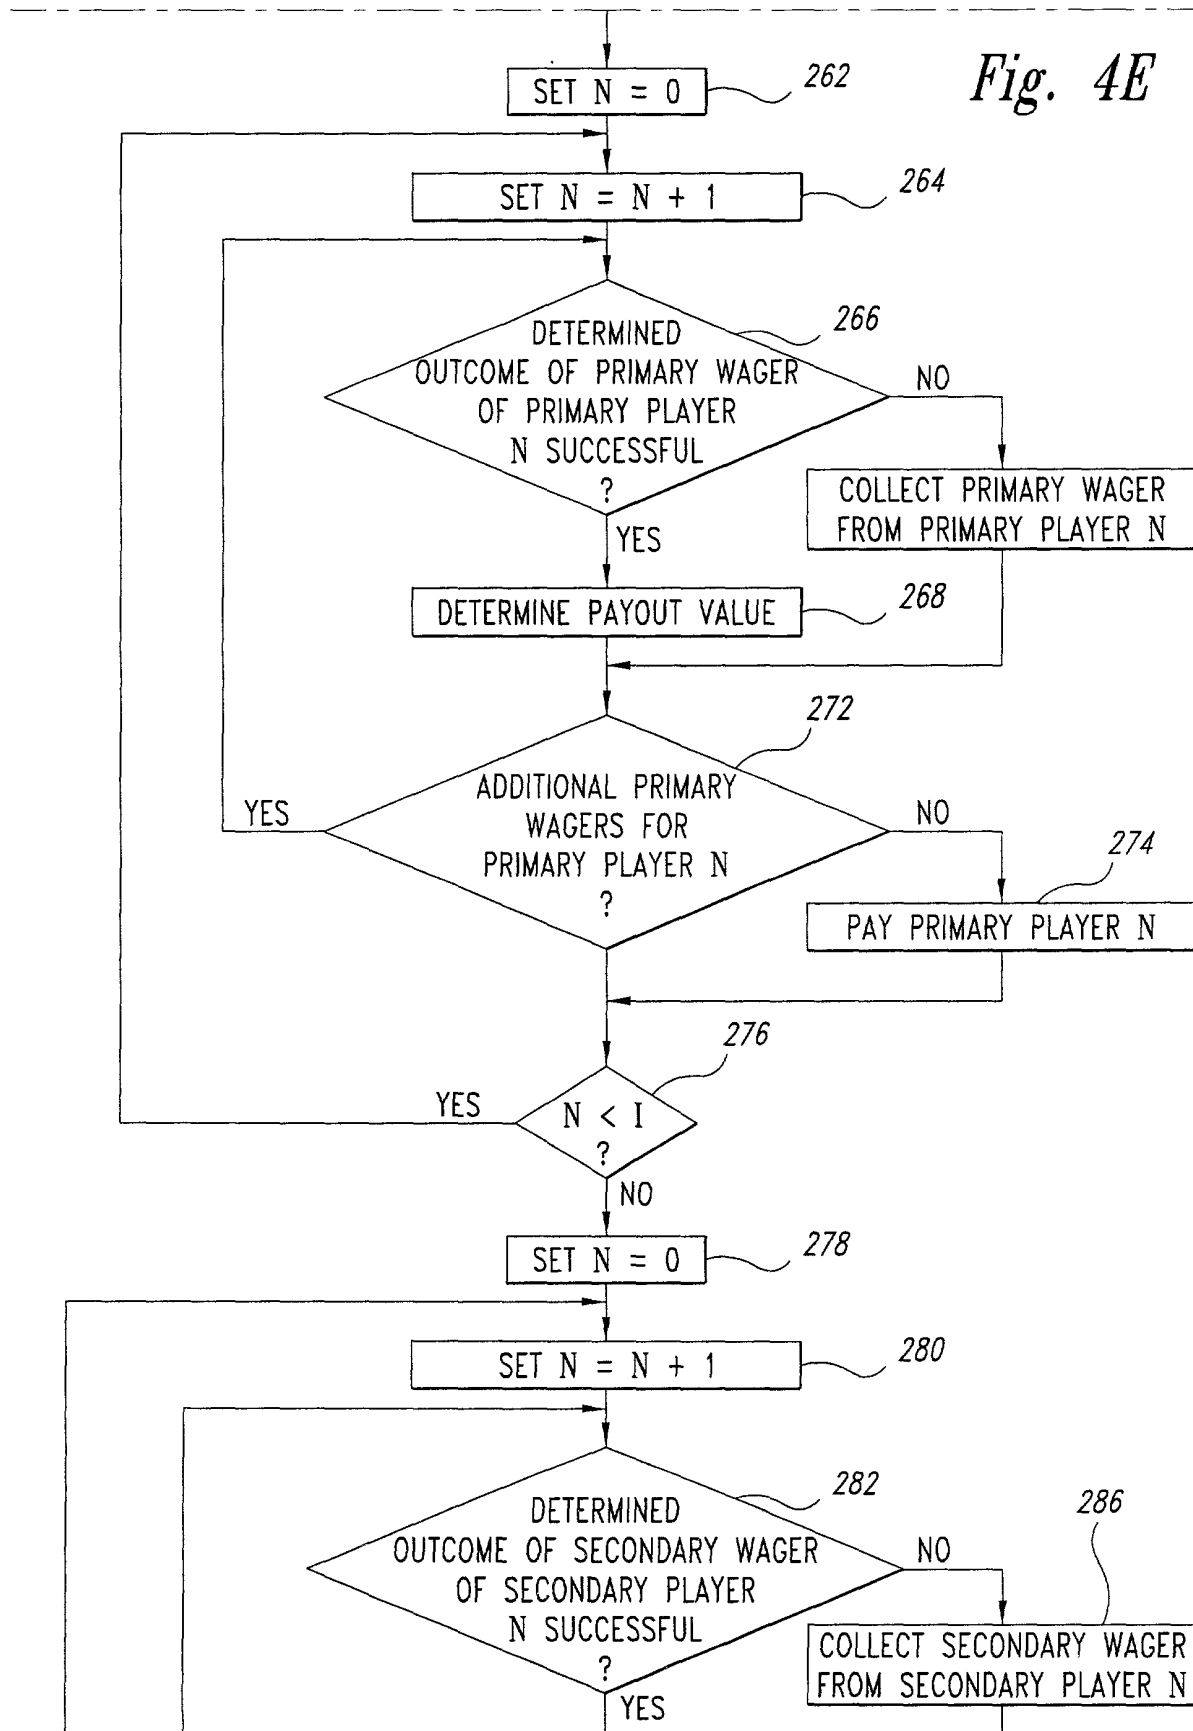 Fig. 4E
262
SET N = 0
264
SET N = N + 1
266
DETERMINED
OUTCOME OF PRIMARY WAGER
OF PRIMARY PLAYER
N SUCCESSFUL
?
NO
COLLECT PRIMARY WAGER
FROM PRIMARY PLAYER N
YES
DETERMINE PAYOUT VALUE
268
272
ADDITIONAL PRIMARY
WAGERS FOR
PRIMARY PLAYER N
?
YES
NO
274
PAY PRIMARY PLAYER N
276
N < I
?
YES
NO
278
SET N = 0
280
SET N = N + 1
282
DETERMINED
OUTCOME OF SECONDARY WAGER
OF SECONDARY PLAYER
N SUCCESSFUL
?
NO
286
COLLECT SECONDARY WAGER
FROM SECONDARY PLAYER N
YES